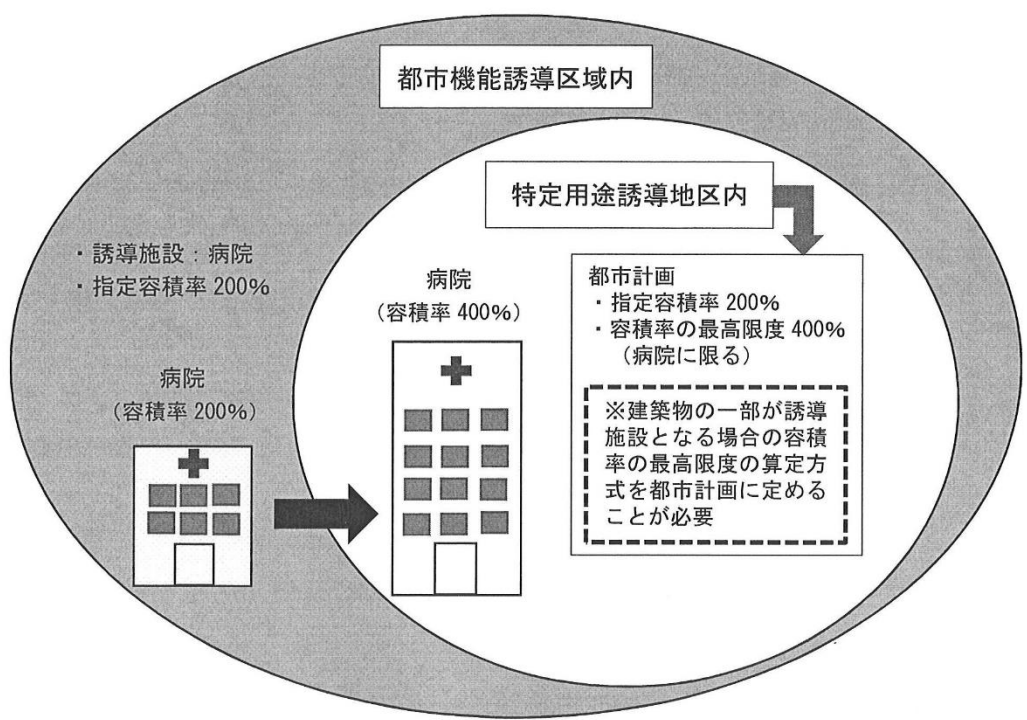 都市機能誘導区域内
特定用途誘導地区内
・誘導施設：病院
・指定容積率 200%
病院
（容積率 200%）
病院
（容積率 400%）
都市計画
・指定容積率 200%
・容積率の最高限度 400%
（病院に限る）
※建築物の一部が誘導
施設となる場合の容積
率の最高限度の算定方
式を都市計画に定める
ことが必要